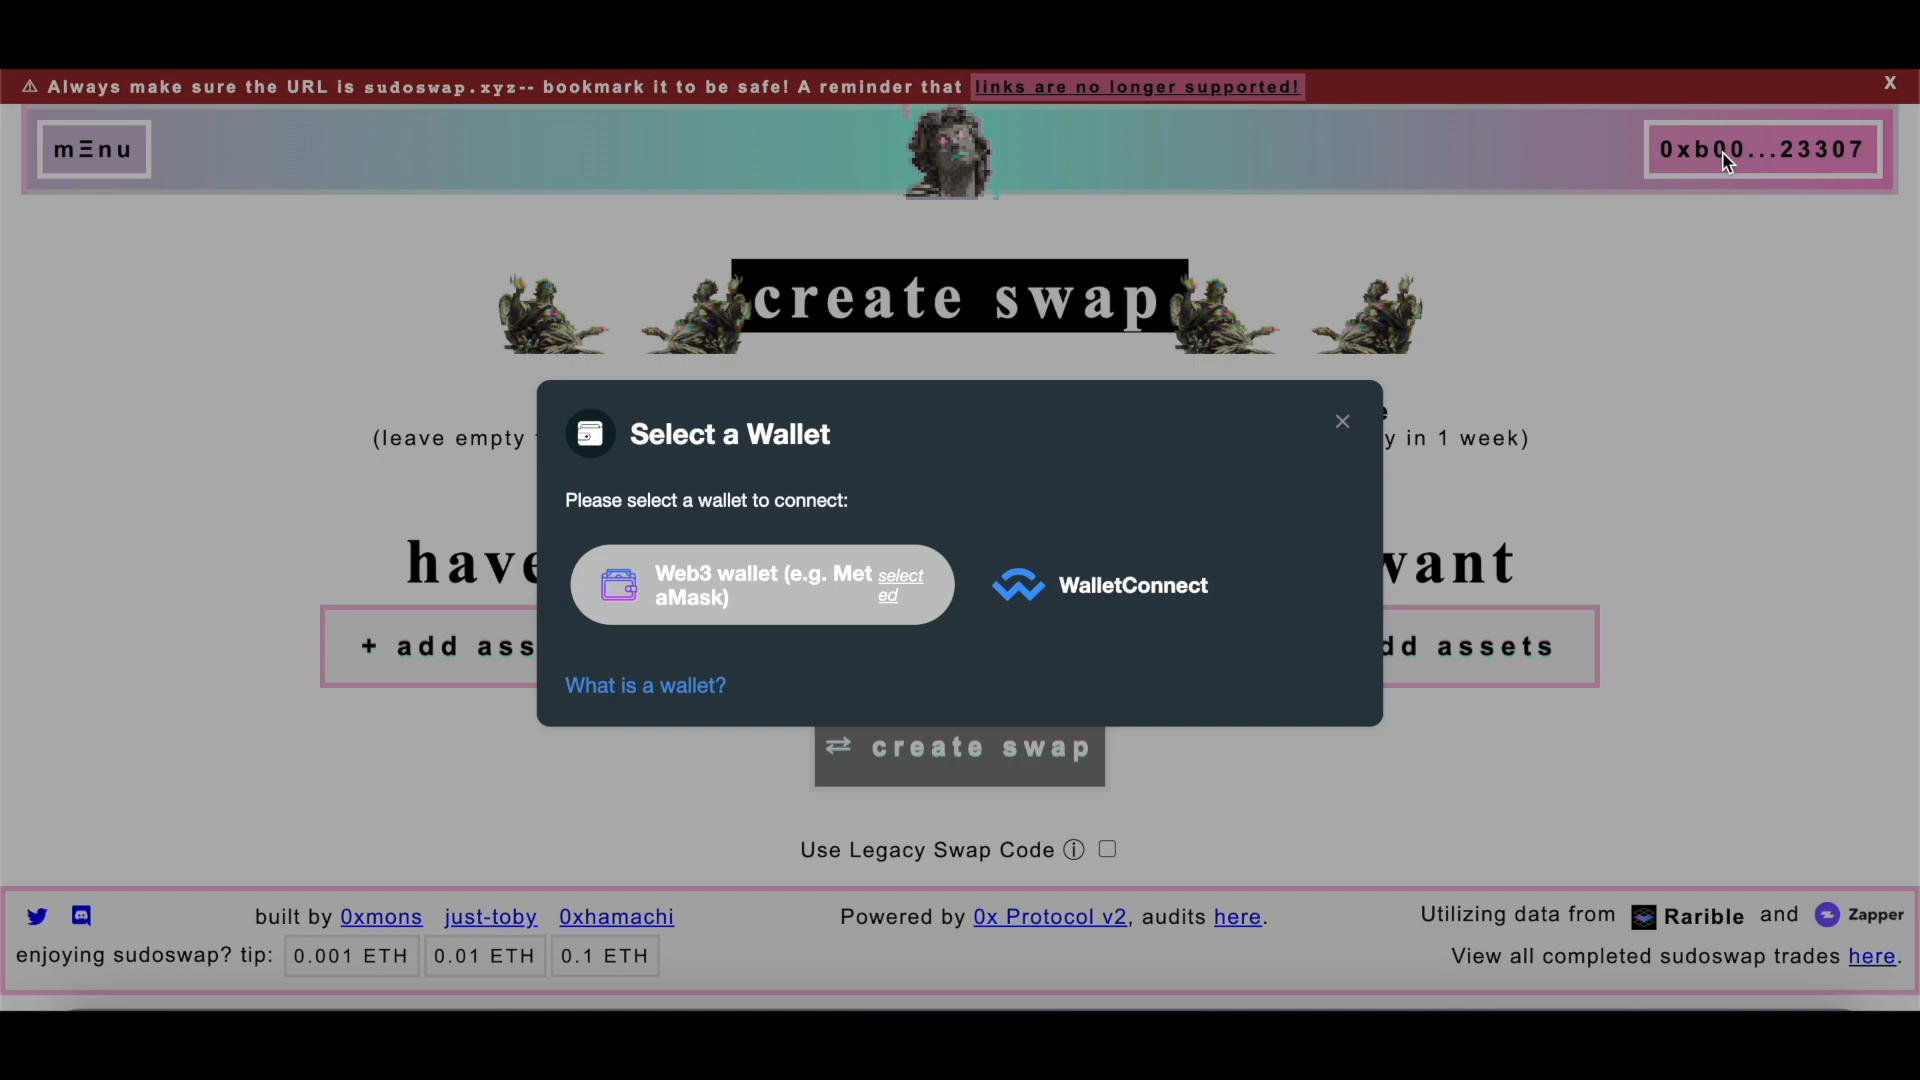 ⚠ Always make sure the URL is sudoswap.xyz-- bookmark it to be safe! A reminder that links are no longer supported! X
mΞnu
0xb00...23307
create swap
(leave empty
y in 1 week)
Select a Wallet
Please select a wallet to connect:
Web3 wallet (e.g. Met
aMask)
select
ed
WalletConnect
What is a wallet?
have
want
+ add ass
dd assets
⇄ create swap
Use Legacy Swap Code ⓘ
built by 0xmons just-toby 0xhamachi
Powered by 0x Protocol v2, audits here.
Utilizing data from Rarible and Zapper
enjoying sudoswap? tip: 0.001 ETH 0.01 ETH 0.1 ETH
View all completed sudoswap trades here.